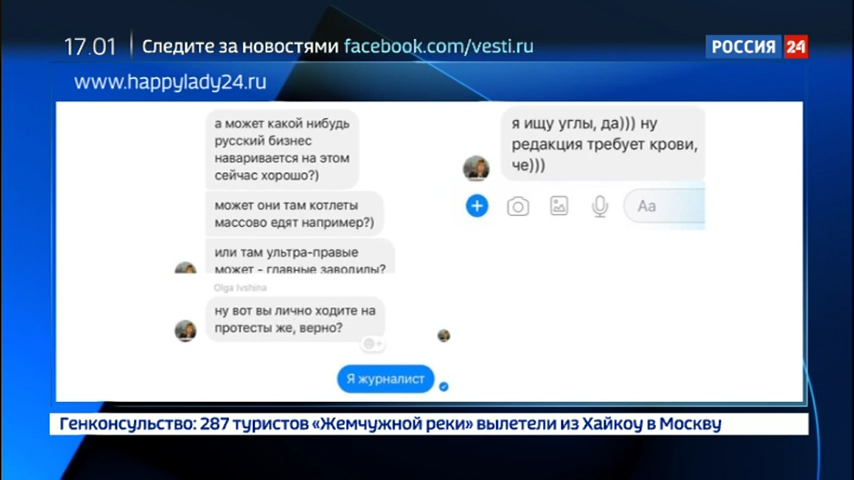 17.01
Следите за новостями facebook.com/vesti.ru
РОССИЯ 24
www.happylady24.ru
а может какой нибудь
русский бизнес
наваривается на этом
сейчас хорошо?)
может они там котлеты
массово едят например?)
или там ультра-правые
может - главные заводилы?
Olga Ivshina
ну вот вы лично ходите на
протесты же, верно?
Я журналист
я ищу углы, да))) ну
редакция требует крови,
че)))
Aa
Генконсульство: 287 туристов «Жемчужной реки» вылетели из Хайкоу в Москву